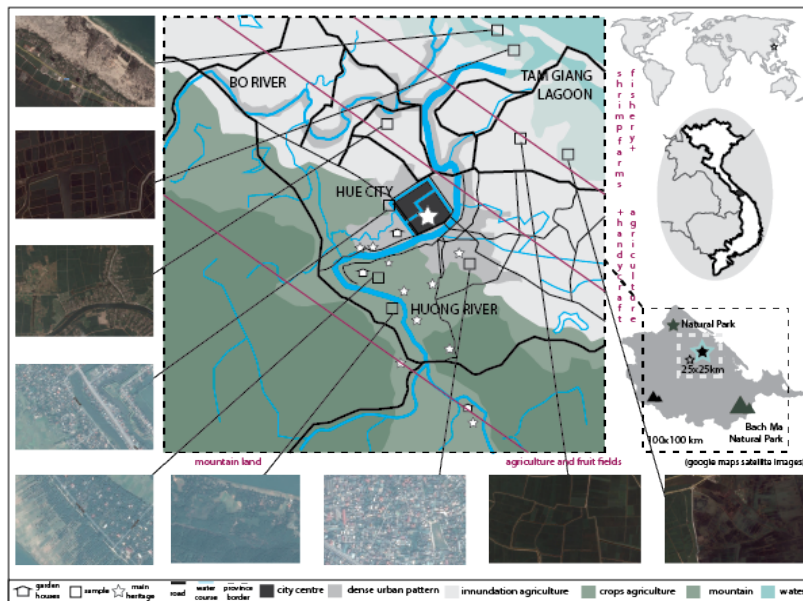 BO RIVER
TAM GIANG
LAGOON
HUE CITY
HUONG RIVER
fishery+
shrimp farms
agriculture
+handycraft
mountain land
agriculture and fruit fields
Natural Park
25x25km
100x100 km
Bach Ma
Natural Park
(google maps satellite images)
garden
houses
sample
main
heritage
road
water
course
province
border
city centre
dense urban pattern
innundation agriculture
crops agriculture
mountain
water